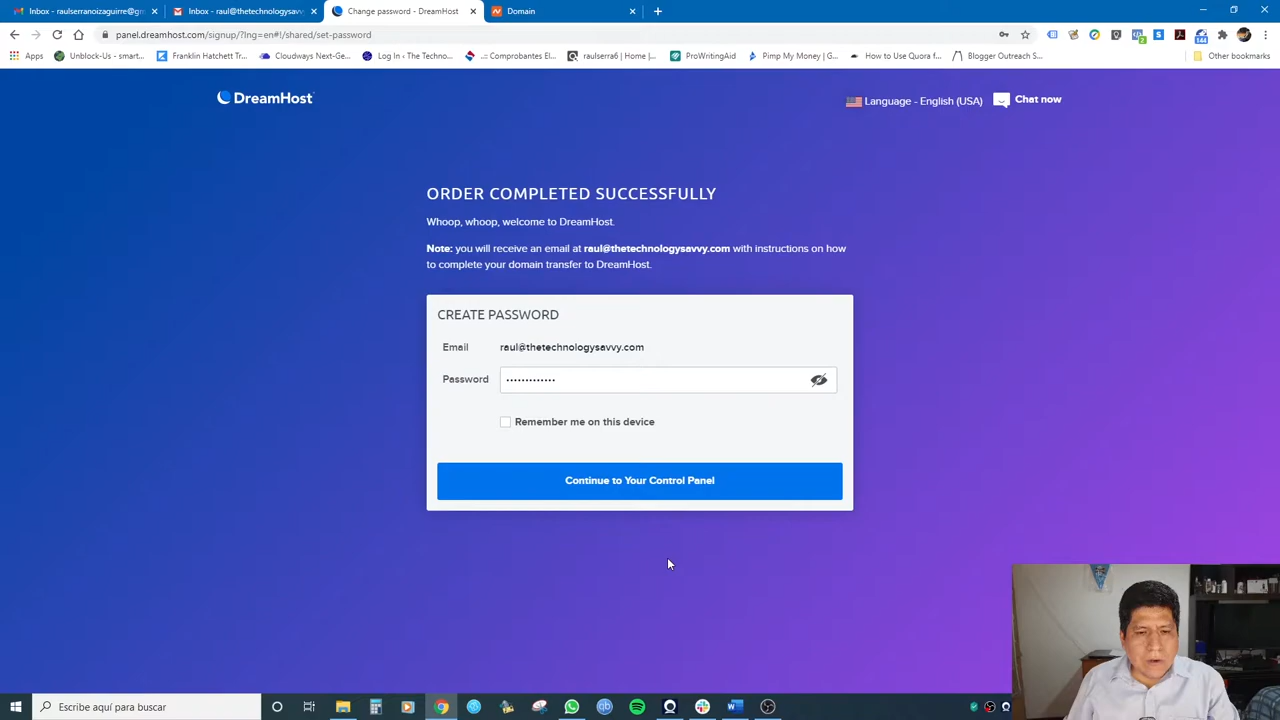 Inbox - raulserranoizaguirre@gm
Inbox - raul@thetechnologysavvy
Change password - DreamHost
Domain
panel.dreamhost.com/signup/?lng=en#!/shared/set-password
Apps
Unblock-Us - smart...
Franklin Hatchett Tr...
Cloudways Next-Ge...
Log In ‹ The Techno...
.::: Comprobantes El...
raulserra6 | Home |...
ProWritingAid
Pimp My Money | G...
How to Use Quora f...
Blogger Outreach S...
Other bookmarks
DreamHost
Language - English (USA)
Chat now
ORDER COMPLETED SUCCESSFULLY
Whoop, whoop, welcome to DreamHost.
Note: you will receive an email at raul@thetechnologysavvy.com with instructions on how
to complete your domain transfer to DreamHost.
CREATE PASSWORD
Email raul@thetechnologysavvy.com
Password •••••••••••••
Remember me on this device
Continue to Your Control Panel
Escribe aquí para buscar